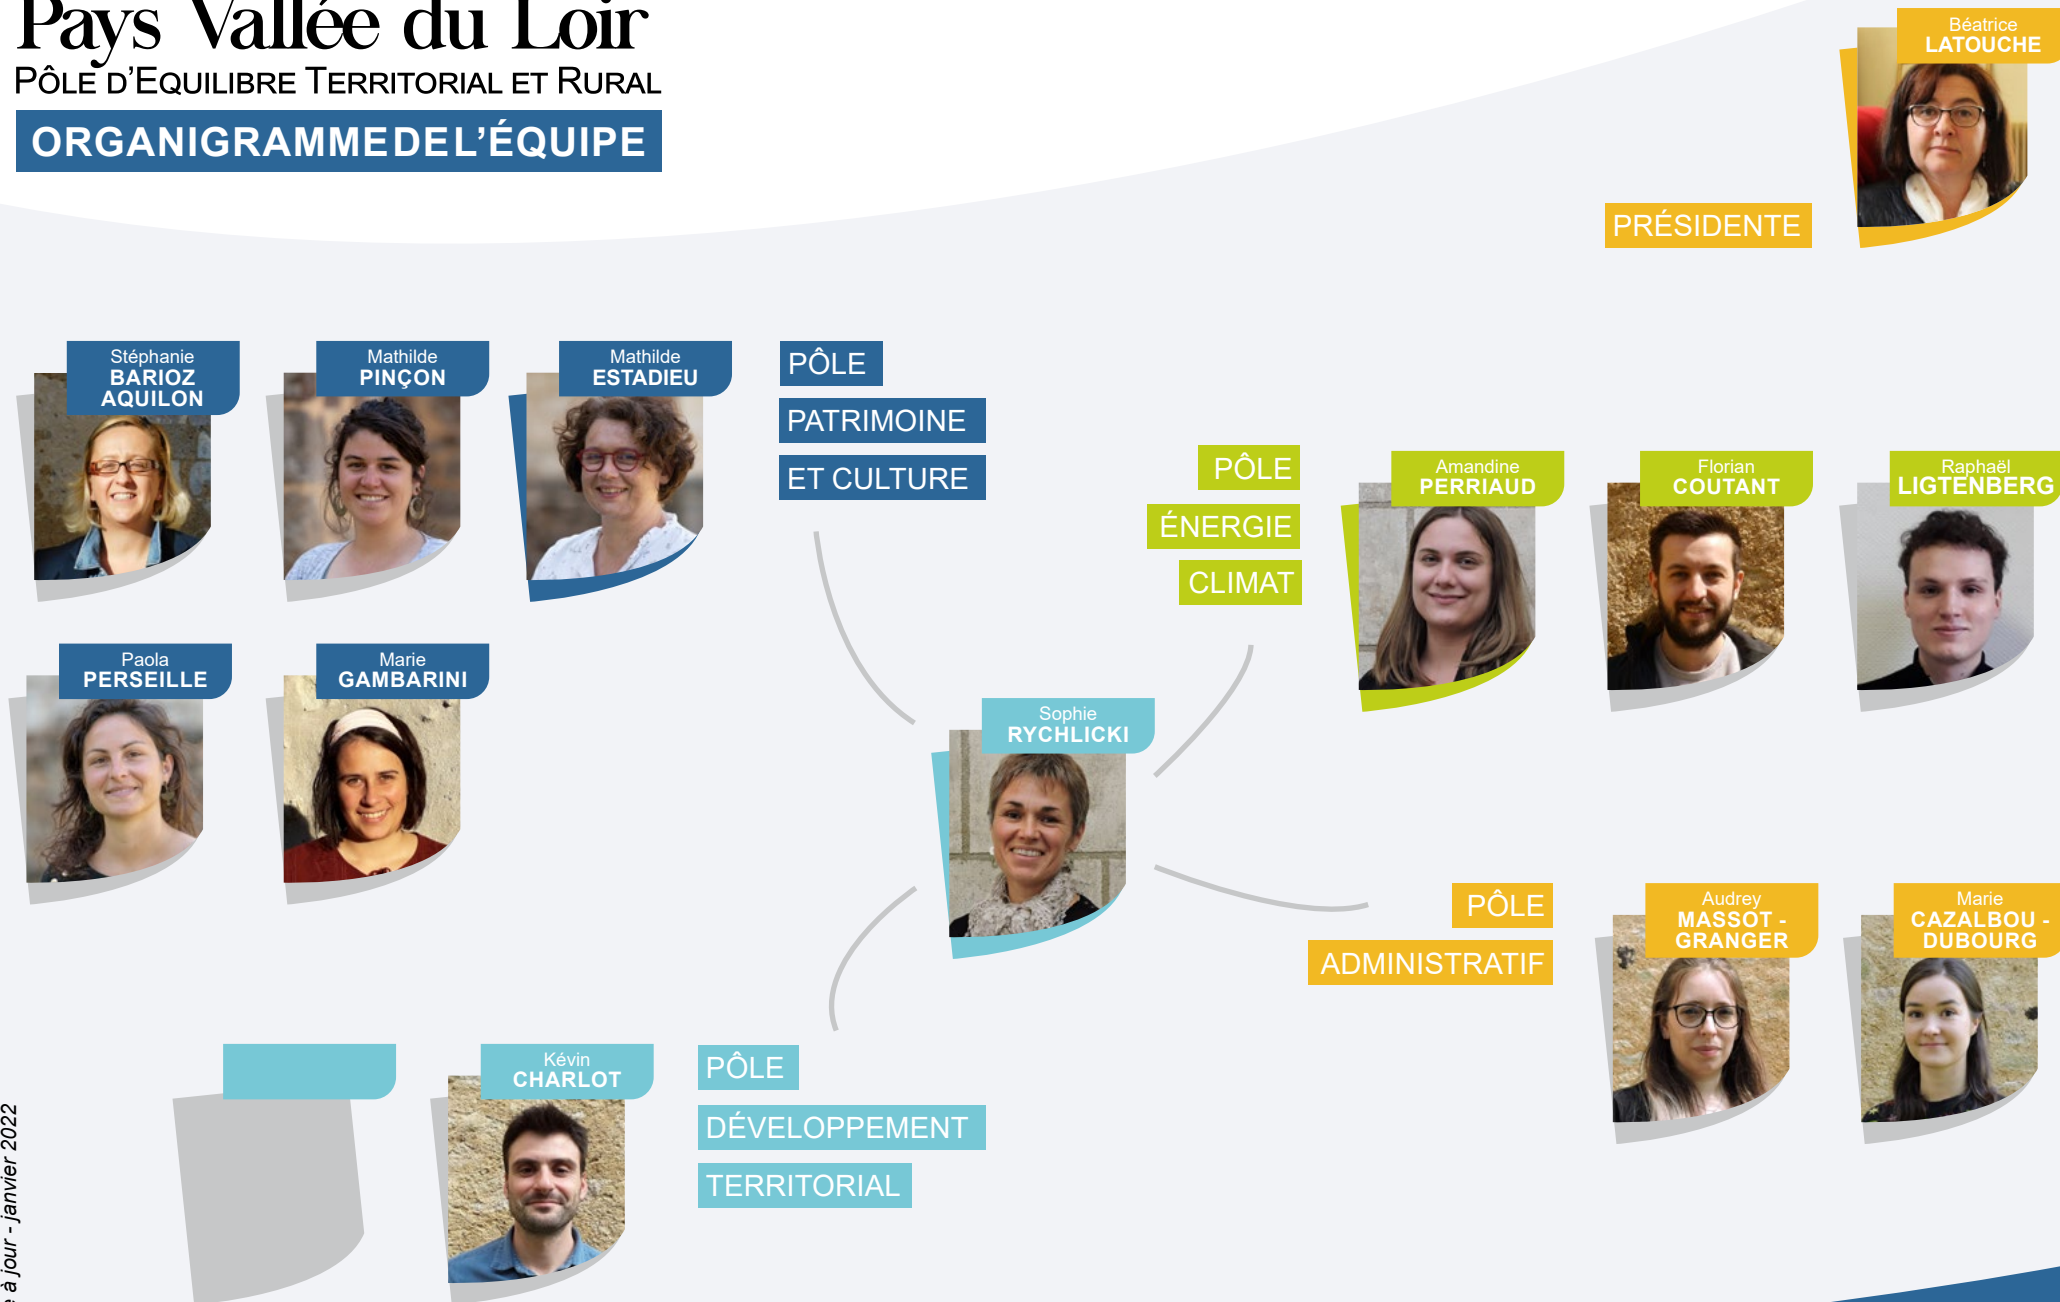 Pays Vallée du Loir
PÔLE D'EQUILIBRE TERRITORIAL ET RURAL
ORGANIGRAMME DE L'ÉQUIPE
Béatrice
LATOUCHE
PRÉSIDENTE
Stéphanie
BARIOZ
AQUILON
Mathilde
PINÇON
Mathilde
ESTADIEU
PÔLE
PATRIMOINE
ET CULTURE
PÔLE
ÉNERGIE
CLIMAT
Amandine
PERRIAUD
Florian
COUTANT
Raphaël
LIGTENBERG
Paola
PERSEILLE
Marie
GAMBARINI
Sophie
RYCHLICKI
PÔLE
ADMINISTRATIF
Audrey
MASSOT -
GRANGER
Marie
CAZALBOU -
DUBOURG
Kévin
CHARLOT
PÔLE
DÉVELOPPEMENT
TERRITORIAL
à jour - janvier 2022